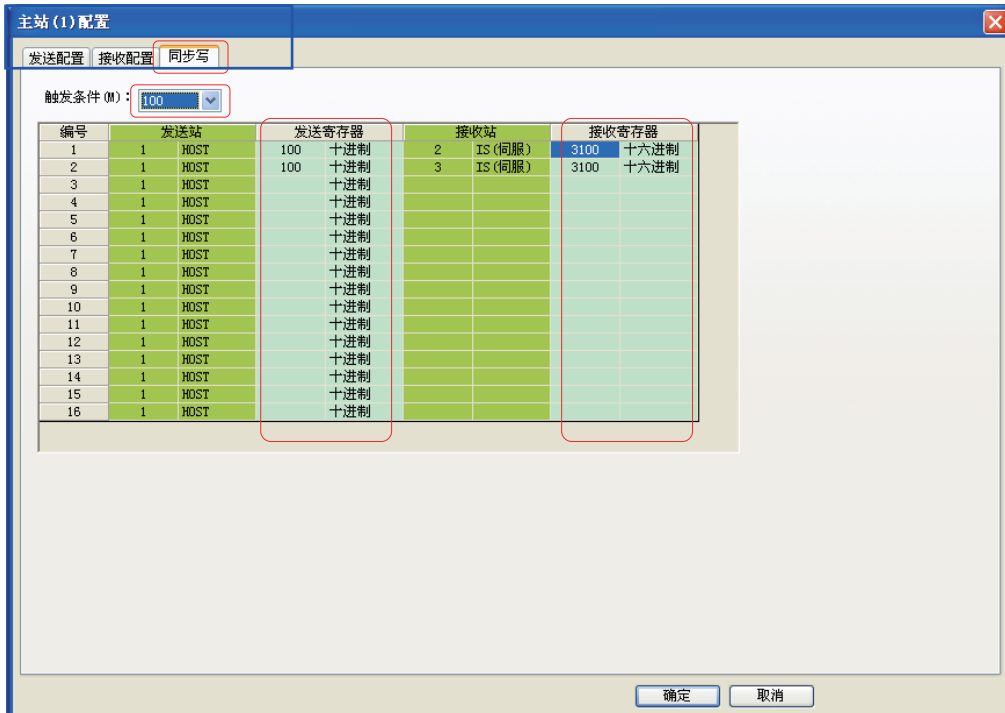 主站(1)配置
发送配置 接收配置 同步写
触发条件(M): 100
编号 发送站 发送寄存器 接收站 接收寄存器
1 1 HOST 100 十进制 2 IS(伺服) 3100 十六进制
2 1 HOST 100 十进制 3 IS(伺服) 3100 十六进制
3 1 HOST 十进制
4 1 HOST 十进制
5 1 HOST 十进制
6 1 HOST 十进制
7 1 HOST 十进制
8 1 HOST 十进制
9 1 HOST 十进制
10 1 HOST 十进制
11 1 HOST 十进制
12 1 HOST 十进制
13 1 HOST 十进制
14 1 HOST 十进制
15 1 HOST 十进制
16 1 HOST 十进制
确定 取消